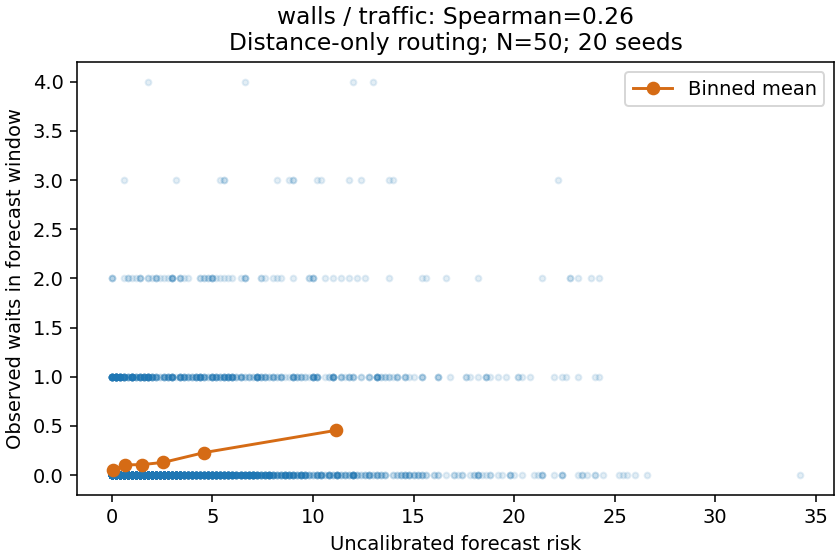 walls / traffic: Spearman=0.26
Distance-only routing; N=50; 20 seeds
Binned mean
Observed waits in forecast window
4.0
3.5
3.0
2.5
2.0
1.5
1.0
0.5
0.0
0 5 10 15 20 25 30 35
Uncalibrated forecast risk